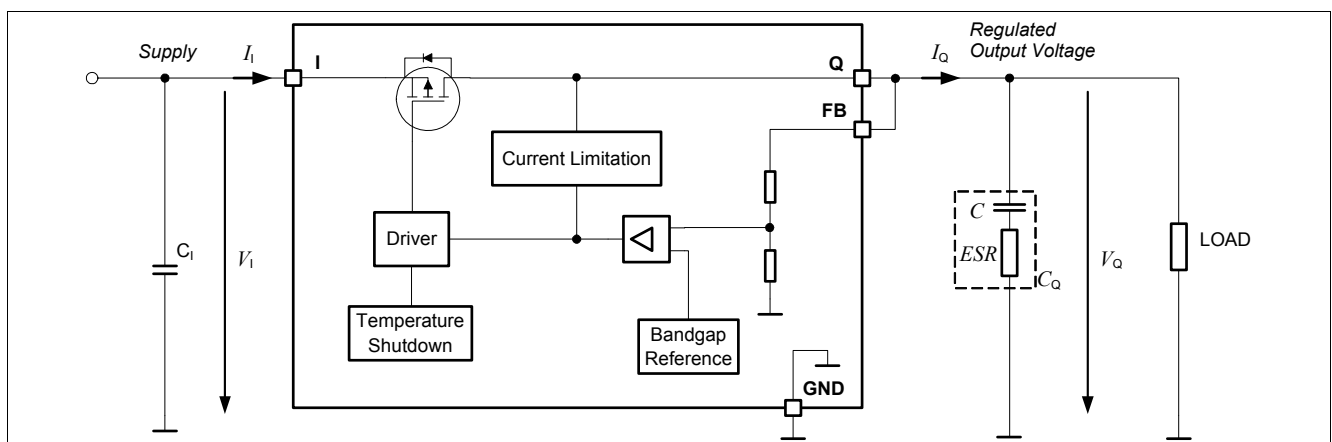 Supply
I_I
I
Q
I_Q
Regulated
Output Voltage
FB
Current Limitation
C_I
V_I
Driver
Temperature
Shutdown
Bandgap
Reference
GND
C
ESR
C_Q
V_Q
LOAD